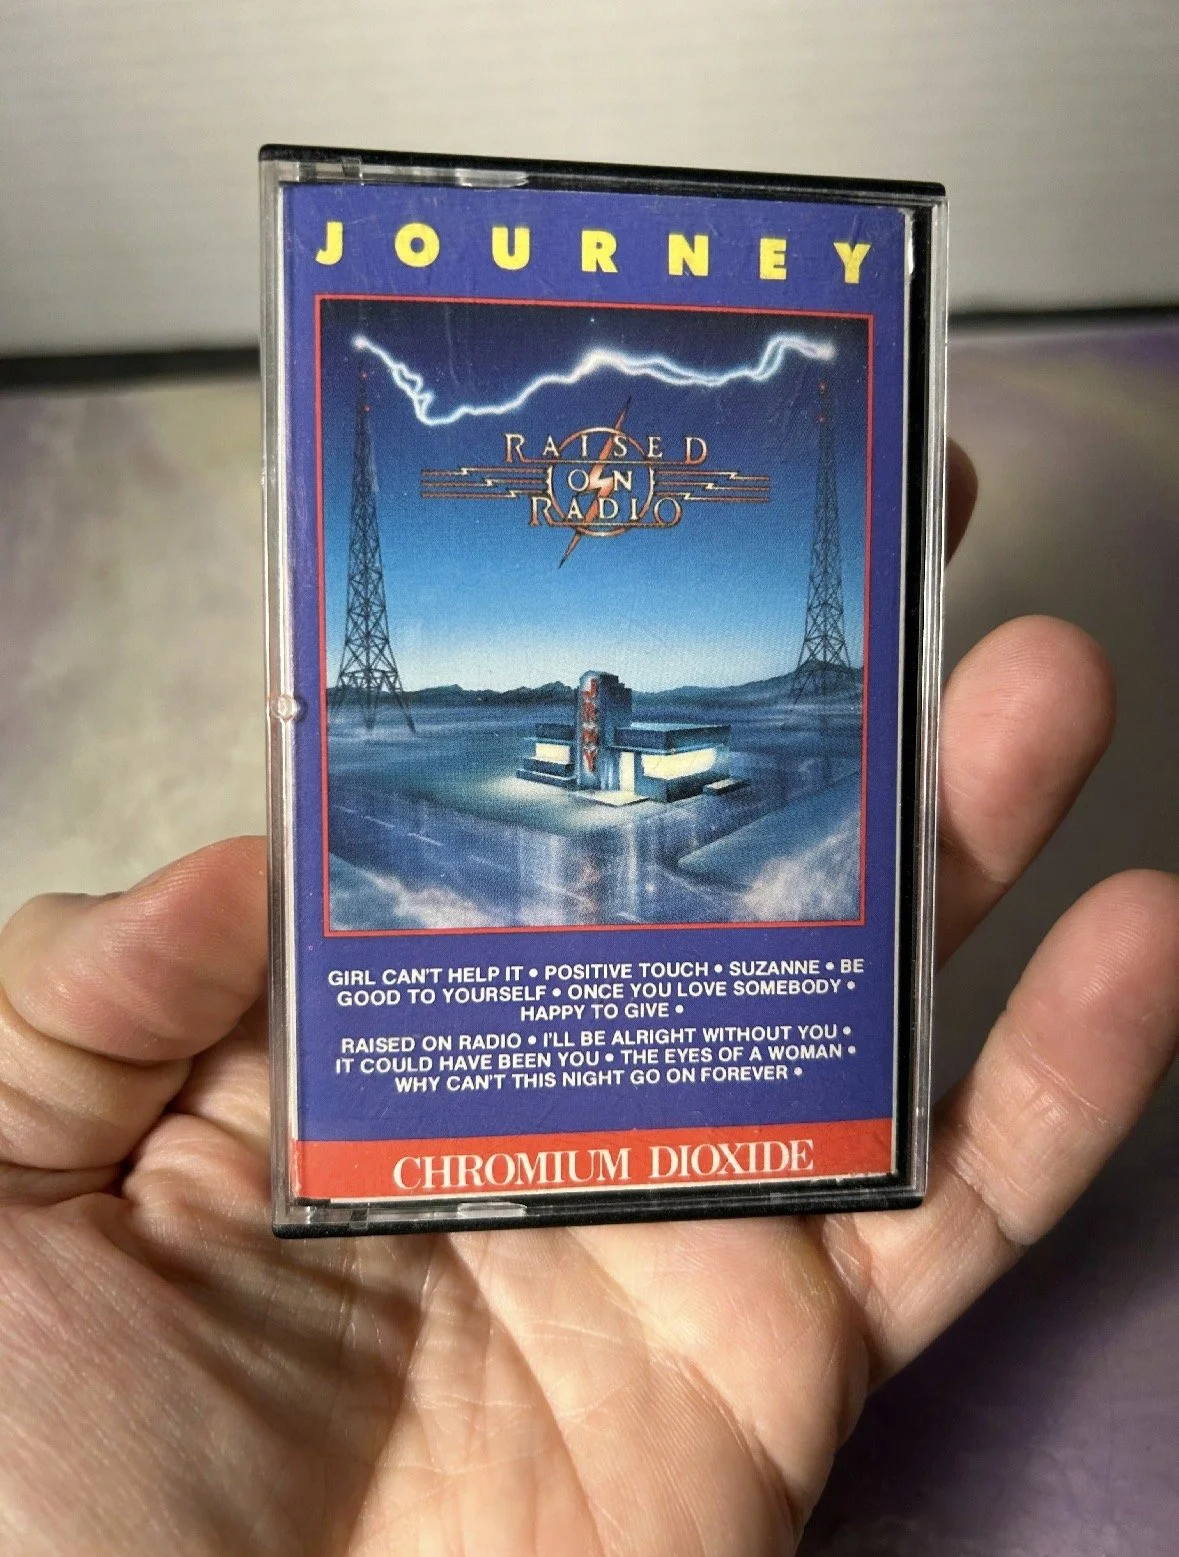 JOURNEY
RAISED
ON
RADIO
JRNY
GIRL CAN'T HELP IT • POSITIVE TOUCH • SUZANNE • BE
GOOD TO YOURSELF • ONCE YOU LOVE SOMEBODY •
HAPPY TO GIVE •
RAISED ON RADIO • I'LL BE ALRIGHT WITHOUT YOU •
IT COULD HAVE BEEN YOU • THE EYES OF A WOMAN •
WHY CAN'T THIS NIGHT GO ON FOREVER •
CHROMIUM DIOXIDE